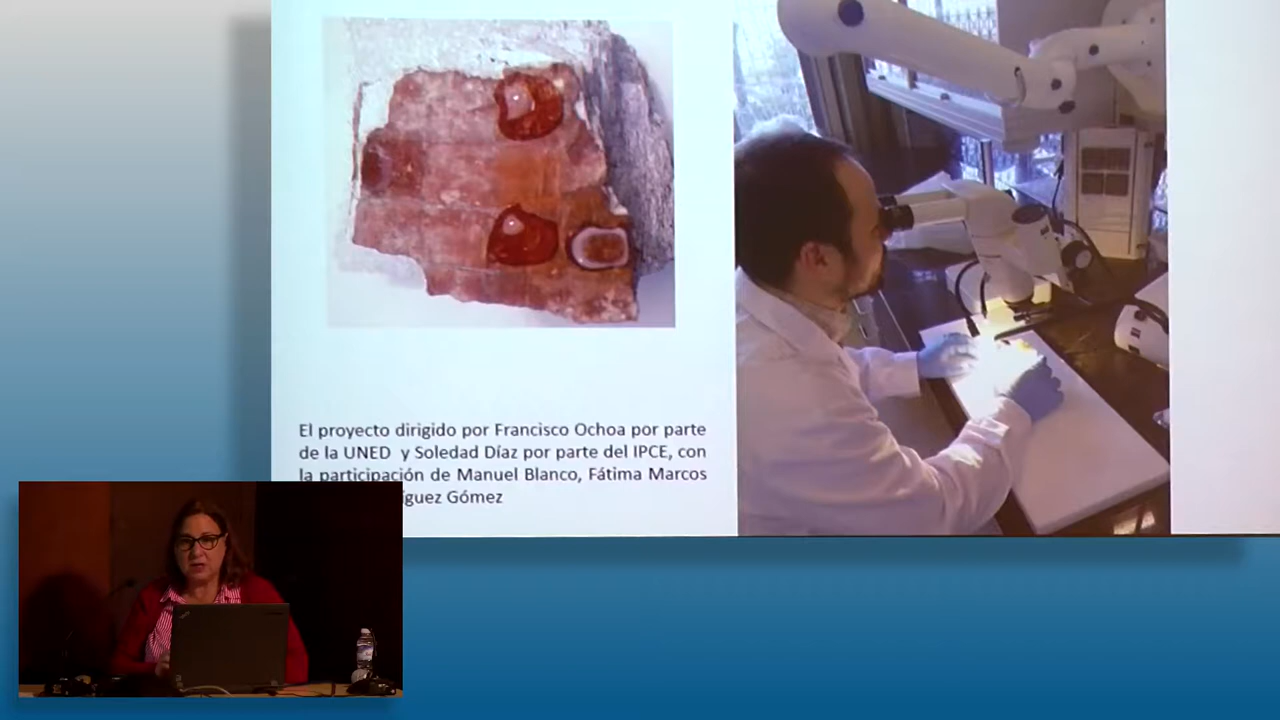 El proyecto dirigido por Francisco Ochoa por parte
de la UNED y Soledad Díaz por parte del IPCE, con
la participación de Manuel Blanco, Fátima Marcos
Gómez